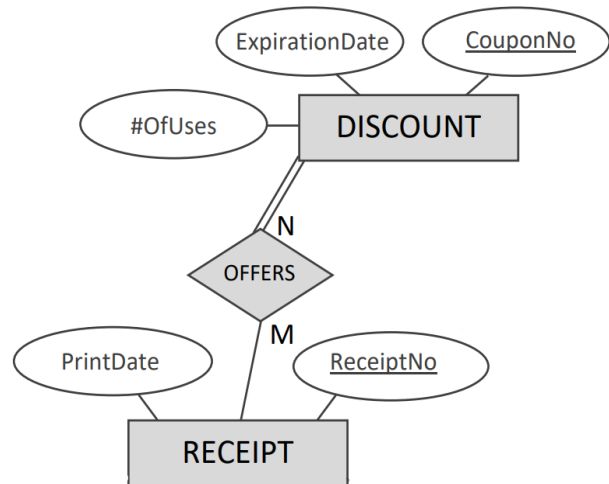 ExpirationDate
CouponNo
#OfUses
DISCOUNT
N
OFFERS
M
PrintDate
ReceiptNo
RECEIPT